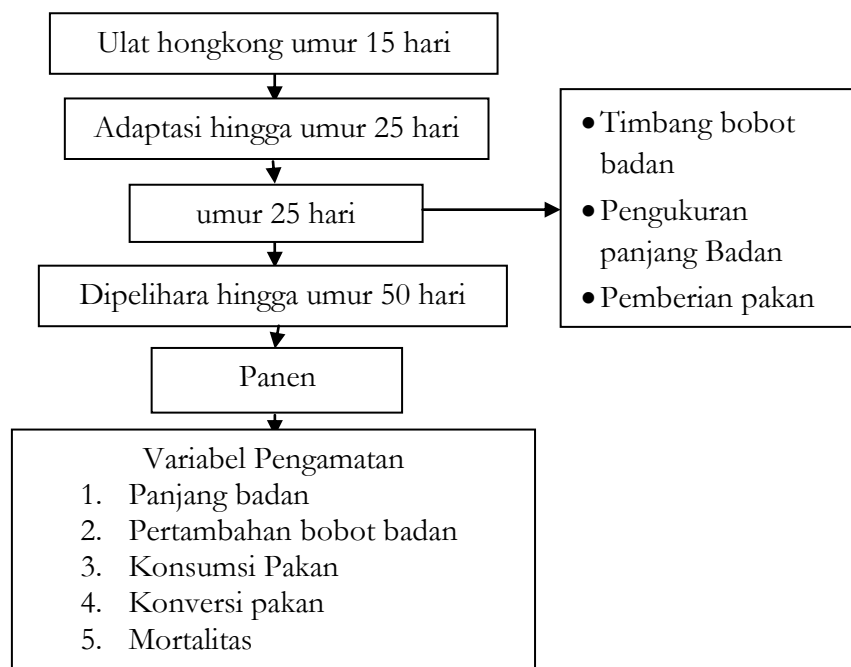 Ulat hongkong umur 15 hari
Adaptasi hingga umur 25 hari
umur 25 hari
• Timbang bobot
badan
• Pengukuran
panjang Badan
• Pemberian pakan
Dipelihara hingga umur 50 hari
Panen
Variabel Pengamatan
1. Panjang badan
2. Pertambahan bobot badan
3. Konsumsi Pakan
4. Konversi pakan
5. Mortalitas